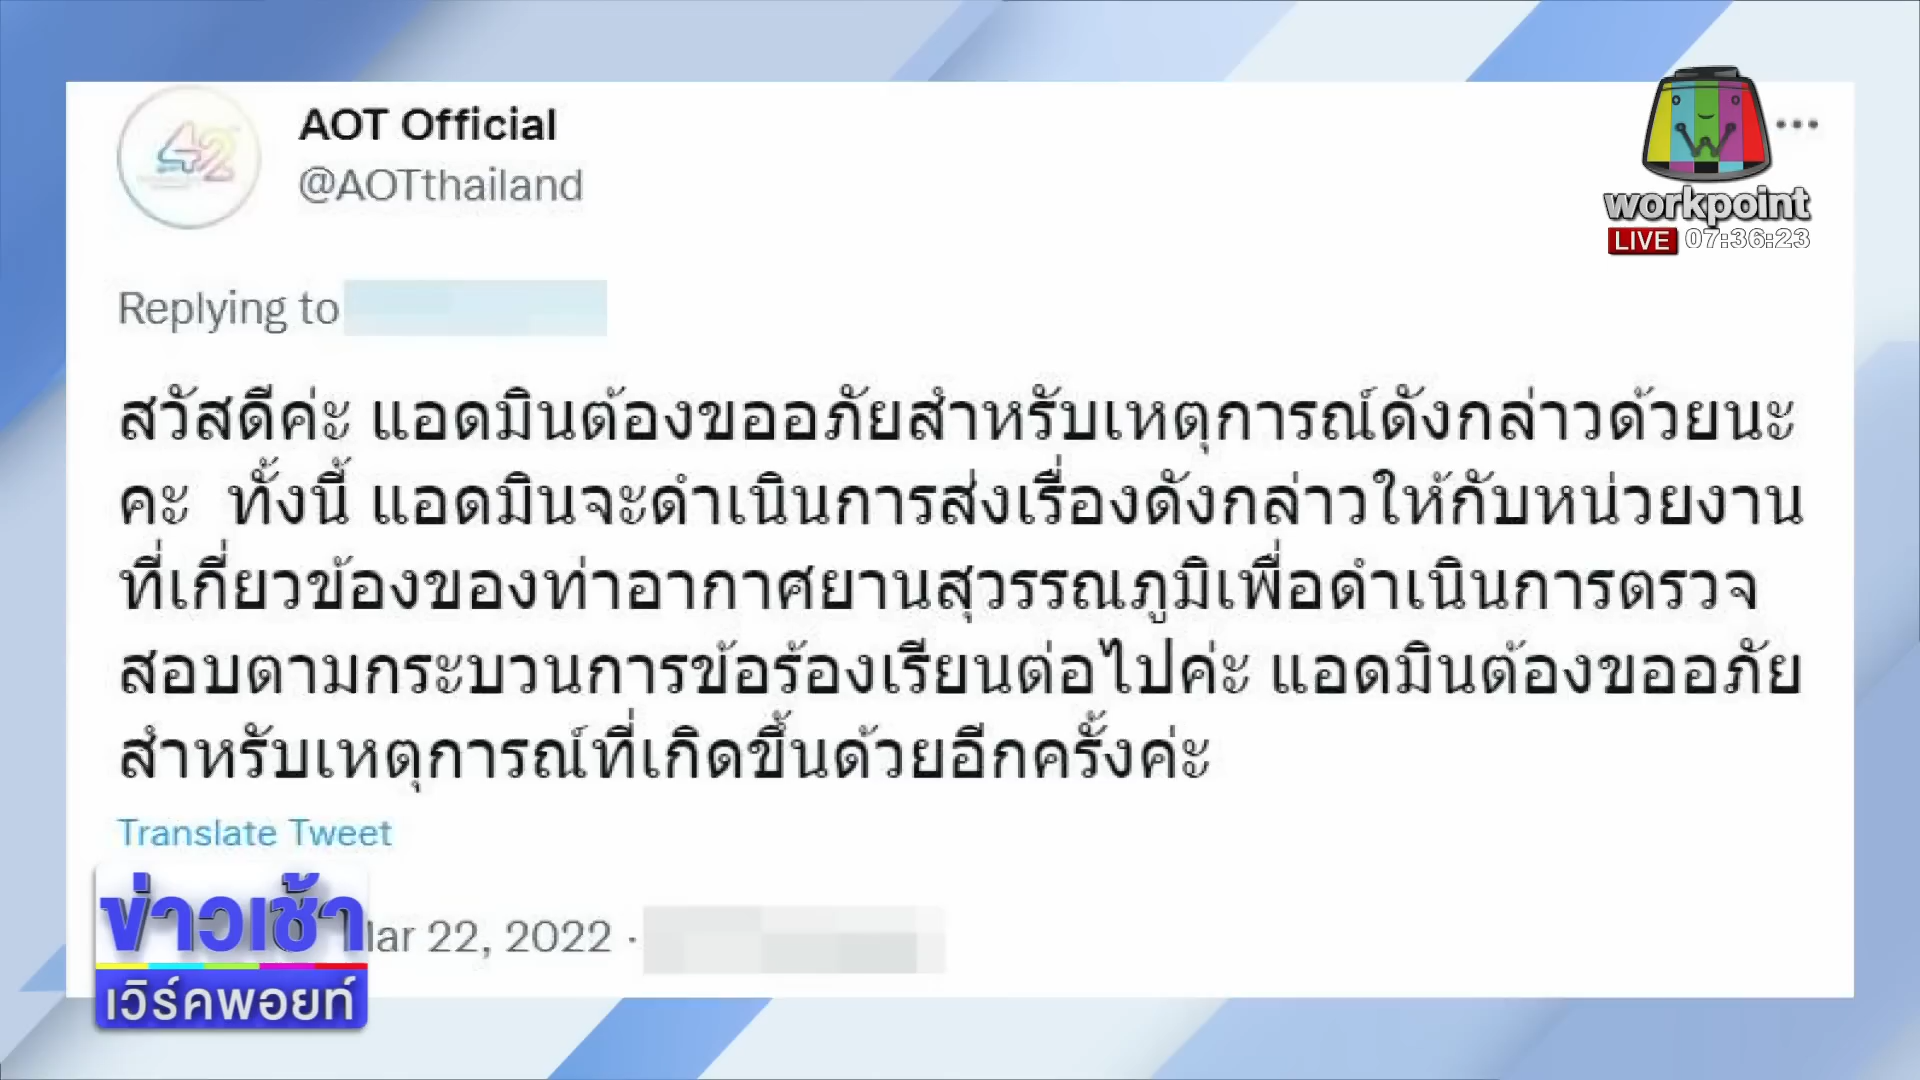 AOT Official
@AOTthailand
workpoint
LIVE 07:36:23
Replying to
สวัสดีค่ะ แอดมินต้องขออภัยสำหรับเหตุการณ์ดังกล่าวด้วยนะ
คะ ทั้งนี้ แอดมินจะดำเนินการส่งเรื่องดังกล่าวให้กับหน่วยงาน
ที่เกี่ยวข้องของท่าอากาศยานสุวรรณภูมิเพื่อดำเนินการตรวจ
สอบตามกระบวนการข้อร้องเรียนต่อไปค่ะ แอดมินต้องขออภัย
สำหรับเหตุการณ์ที่เกิดขึ้นด้วยอีกครั้งค่ะ
Translate Tweet
22, 2022 ·
ข่าวเช้า
เวิร์คพอยท์